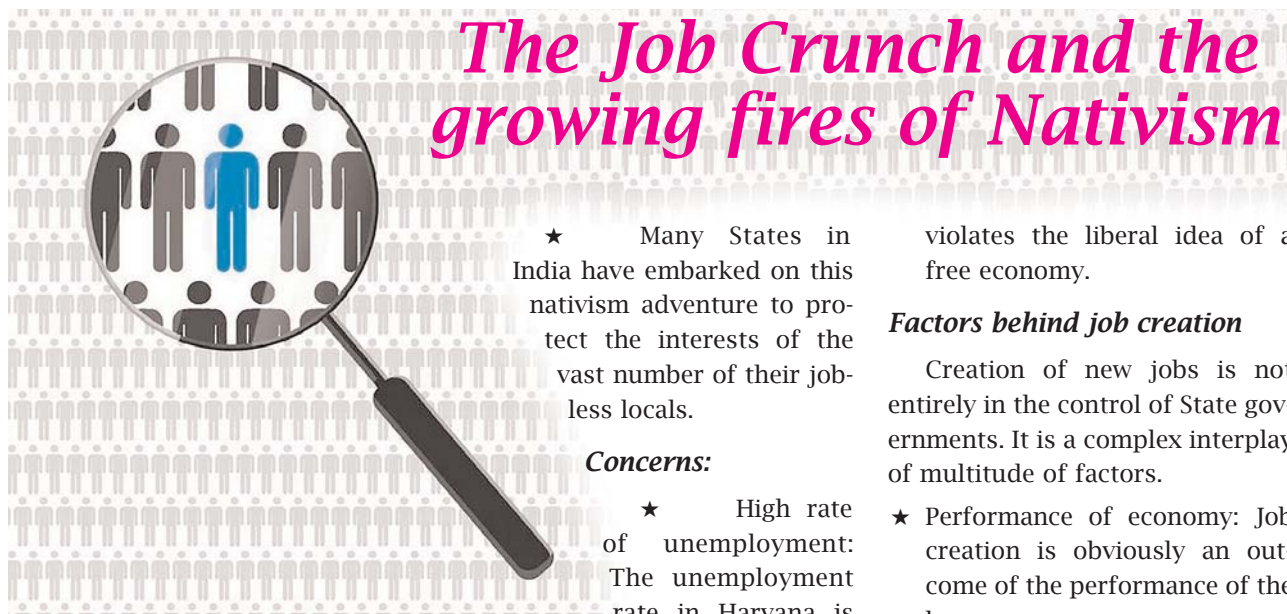 The Job Crunch and the
growing fires of Nativism
★ Many States in
India have embarked on this
nativism adventure to pro-
tect the interests of the
vast number of their job-
less locals.
Concerns:
★ High rate
of unemployment:
The unemployment
rate in Haryana is
violates the liberal idea of a
free economy.
Factors behind job creation
Creation of new jobs is not
entirely in the control of State gov-
ernments. It is a complex interplay
of multitude of factors.
★ Performance of economy: Job
creation is obviously an out-
come of the performance of the